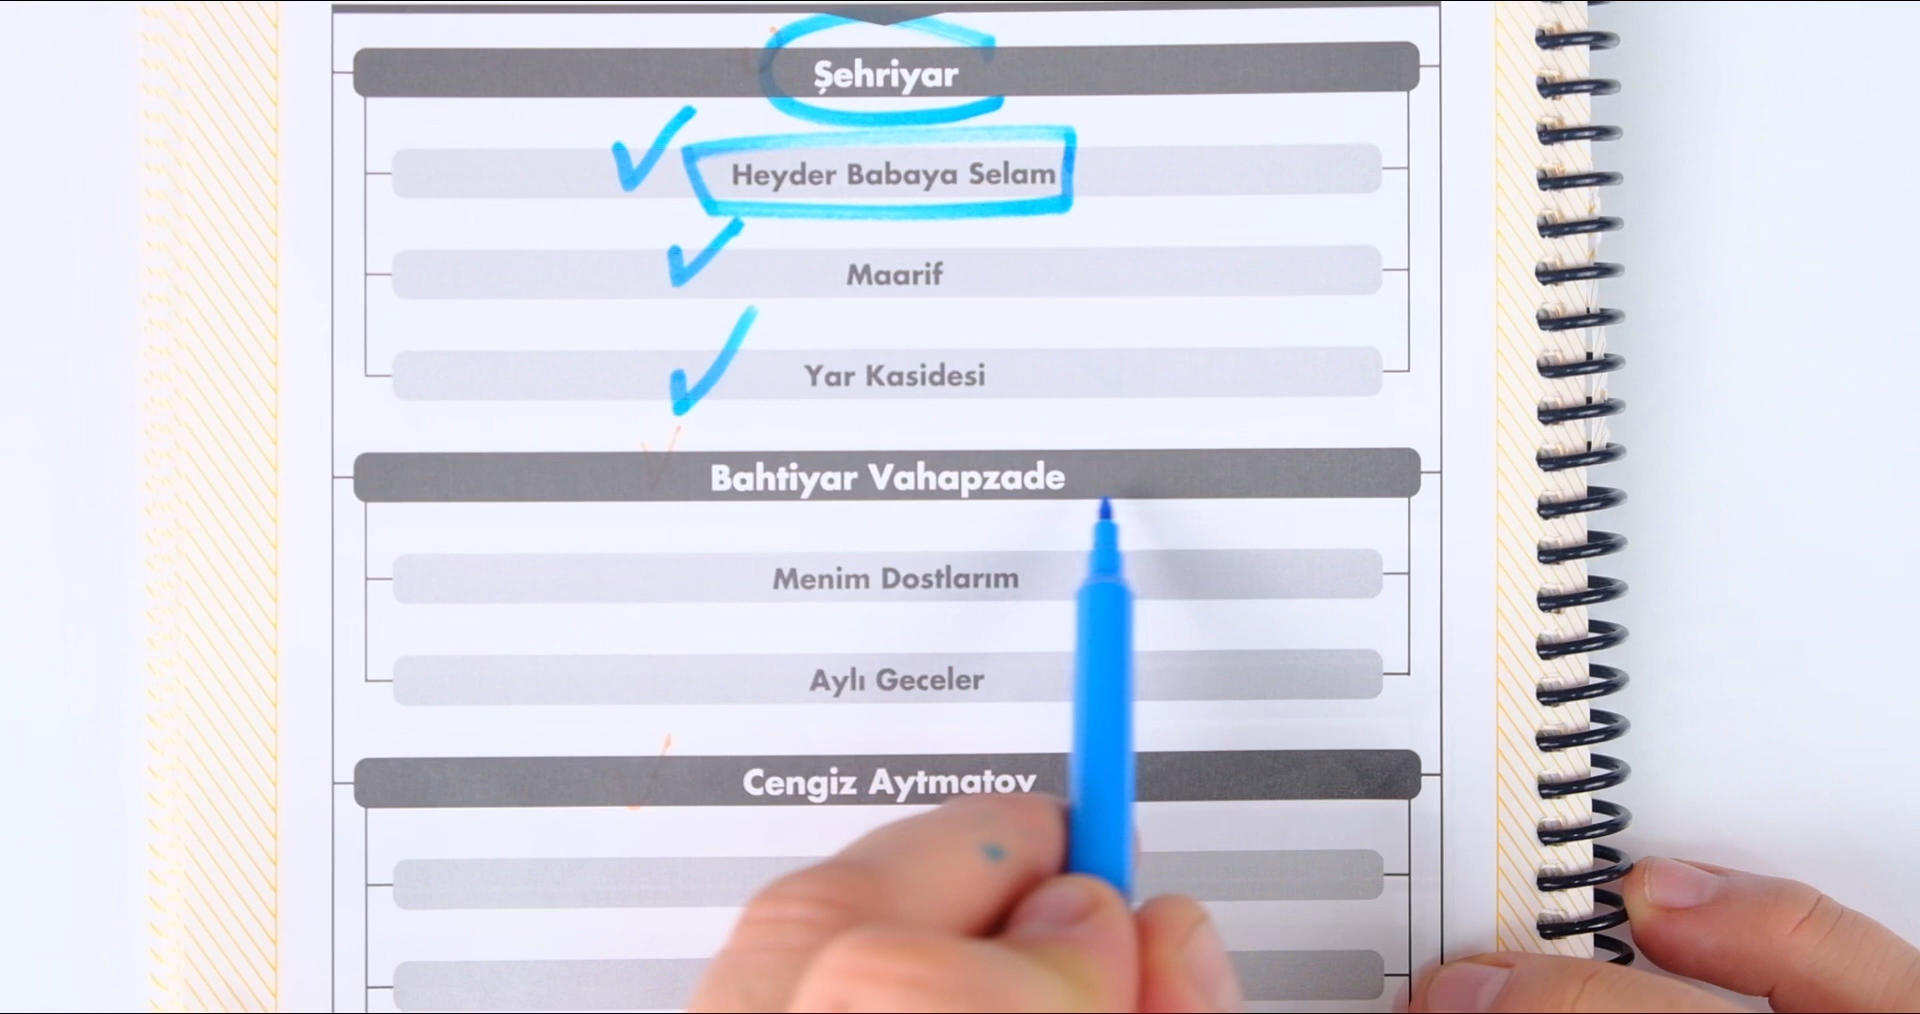 Şehriyar
Heyder Babaya Selam
Maarif
Yar Kasidesi
Bahtiyar Vahapzade
Menim Dostlarım
Aylı Geceler
Cengiz Aytmatov